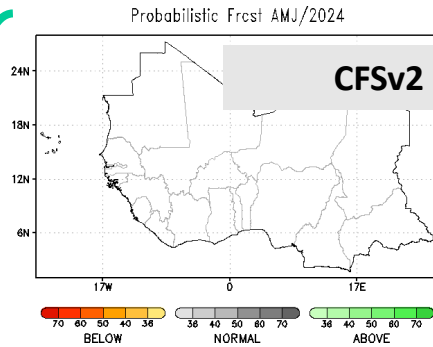 Probabilistic Frcst AMJ/2024
CFSv2
24N
18N
12N
6N
17W 0 17E
70 60 50 40 36 36 40 50 60 70 36 40 50 60 70
BELOW NORMAL ABOVE